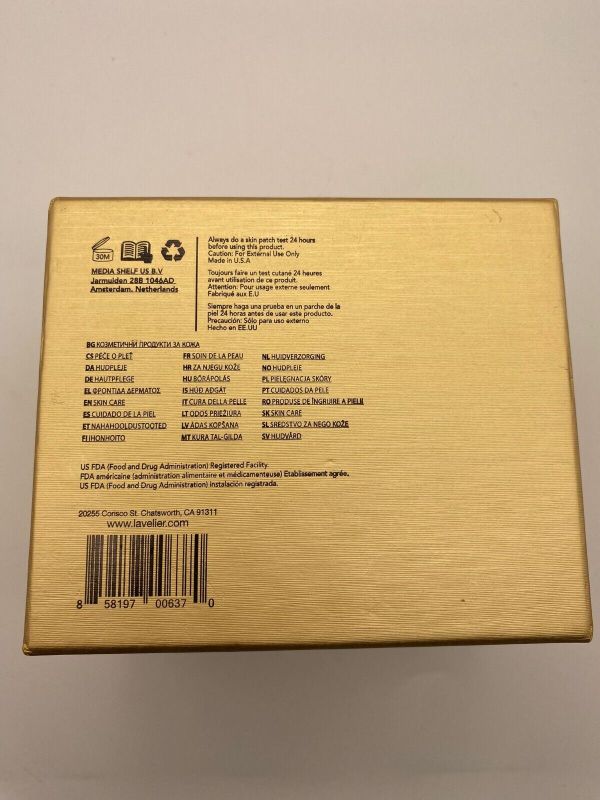 30M
MEDIA SHELF US B.V
Jarmuiden 28B 1046AD
Amsterdam, Netherlands
Always do a skin patch test 24 hours
before using this product.
Caution: For External Use Only
Made in U.S.A
Toujours faire un test cutané 24 heures
avant utilisation de ce produit.
Attention: Pour usage externe seulement
Fabriqué aux E.U
Siempre haga una prueba en un parche de la
piel 24 horas antes de usar este producto.
Precaución: Sólo para uso externo
Hecho en EE.UU
BG КОЗМЕТИЧНИ ПРОДУКТИ ЗА КОЖА
CS PÉČE O PLEŤ
DA HUDPLEJE
DE HAUTPFLEGE
EL ΦΡΟΝΤΙΔΑ ΔΕΡΜΑΤΟΣ
EN SKIN CARE
ES CUIDADO DE LA PIEL
ET NAHAHOOLDUSTOOTED
FI IHONHOITO
FR SOIN DE LA PEAU
HR ZA NJEGU KOŽE
HU BŐRÁPOLÁS
IS HÚÐ AÐGÁT
IT CURA DELLA PELLE
LT ODOS PRIEŽIŪRA
LV ĀDAS KOPŠANA
MT KURA TAL-GILDA
NL HUIDVERZORGING
NO HUDPLEIE
PL PIELĘGNACJA SKÓRY
PT CUIDADOS DA PELE
RO PRODUSE DE ÎNGRIJIRE A PIELII
SK SKIN CARE
SL SREDSTVO ZA NEGO KOŽE
SV HUDVÅRD
US FDA (Food and Drug Administration) Registered Facility.
FDA américaine (administration alimentaire et médicamenteuse) Etablissement agrée.
US FDA (Food and Drug Administration) instalación registrada.
20255 Corisco St. Chatsworth, CA 91311
www.lavelier.com
8 58197 00637 0